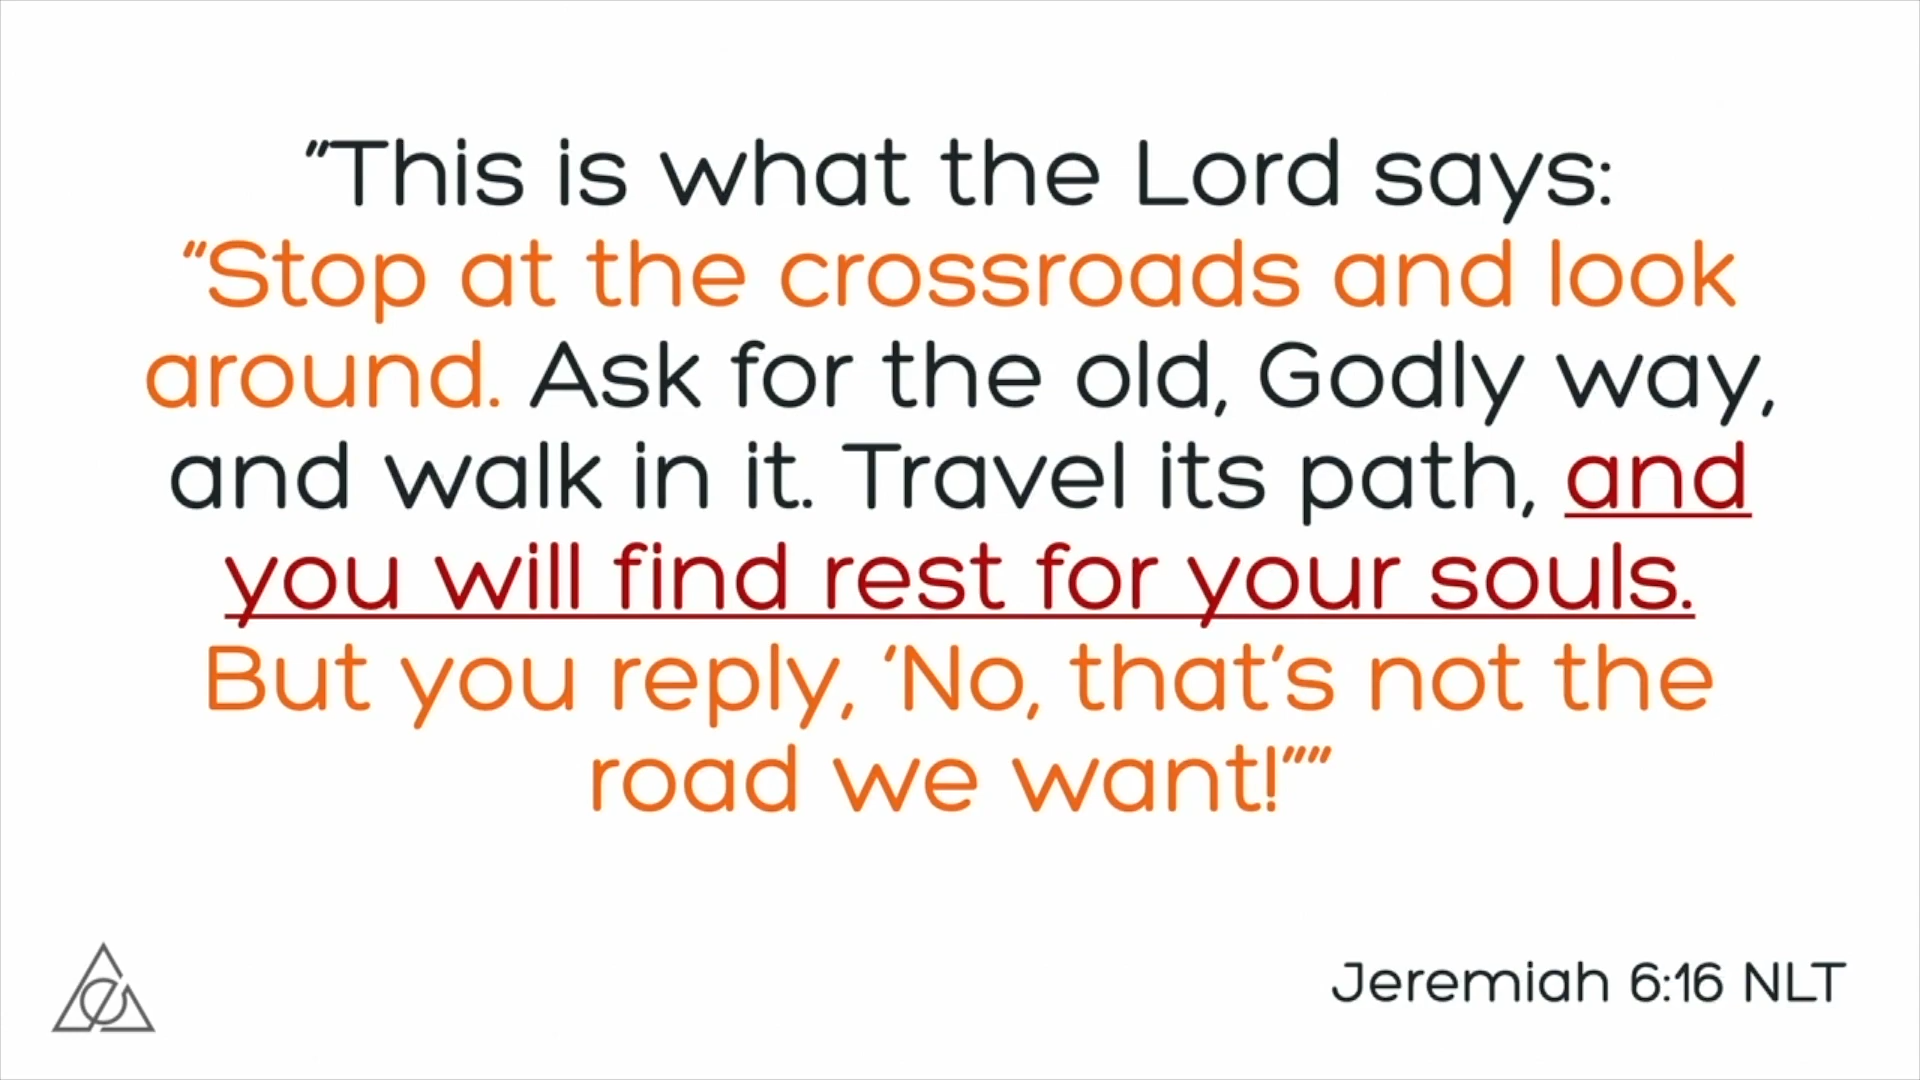 "This is what the Lord says:
"Stop at the crossroads and look
around. Ask for the old, Godly way,
and walk in it. Travel its path, and
you will find rest for your souls.
But you reply, 'No, that's not the
road we want!'""
Jeremiah 6:16 NLT